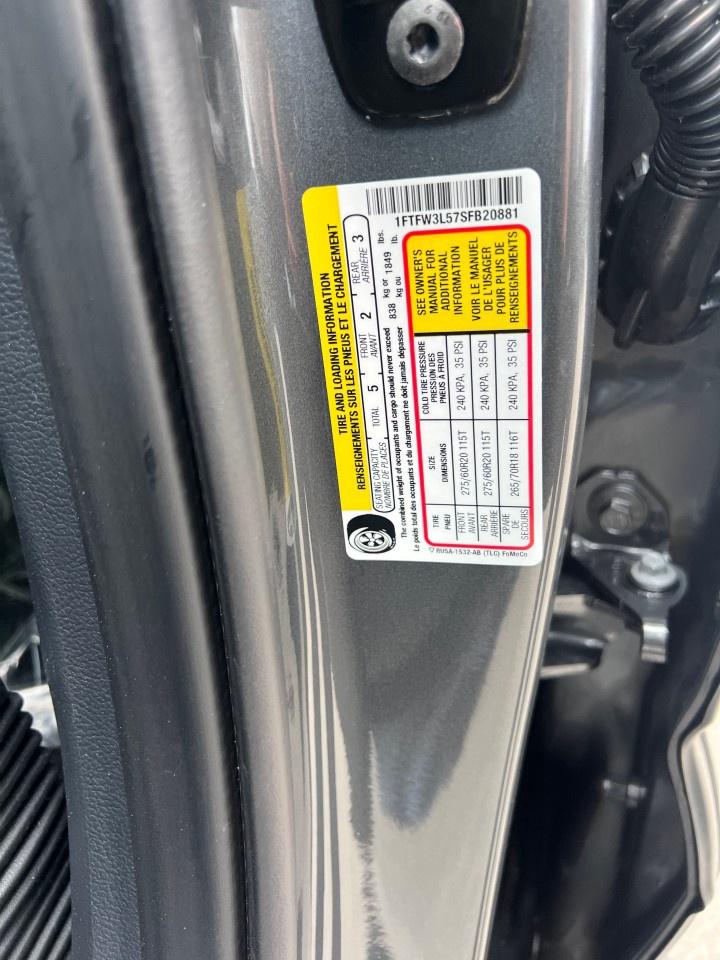 1FTFW3L57SFB20881
TIRE AND LOADING INFORMATION
RENSEIGNEMENTS SUR LES PNEUS ET LE CHARGEMENT
SEATING CAPACITY TOTAL 5 FRONT 2 REAR 3
NOMBRE DE PLACES AVANT ARRIÈRE
The combined weight of occupants and cargo should never exceed 838 kg or 1849 lbs.
Le poids total des occupants et du chargement ne doit jamais dépasser kg ou lb.
TIRE SIZE COLD TIRE PRESSURE
PNEU DIMENSIONS PRESSION DES
PNEUS À FROID
FRONT
AVANT 275/60R20 115T 240 KPA, 35 PSI
REAR
ARRIÈRE 275/60R20 115T 240 KPA, 35 PSI
SPARE
DE
SECOURS 265/70R18 116T 240 KPA, 35 PSI
SEE OWNER'S
MANUAL FOR
ADDITIONAL
INFORMATION
VOIR LE MANUEL
DE L'USAGER
POUR PLUS DE
RENSEIGNEMENTS
RU5A-1532-AB (TLC) FoMoCo